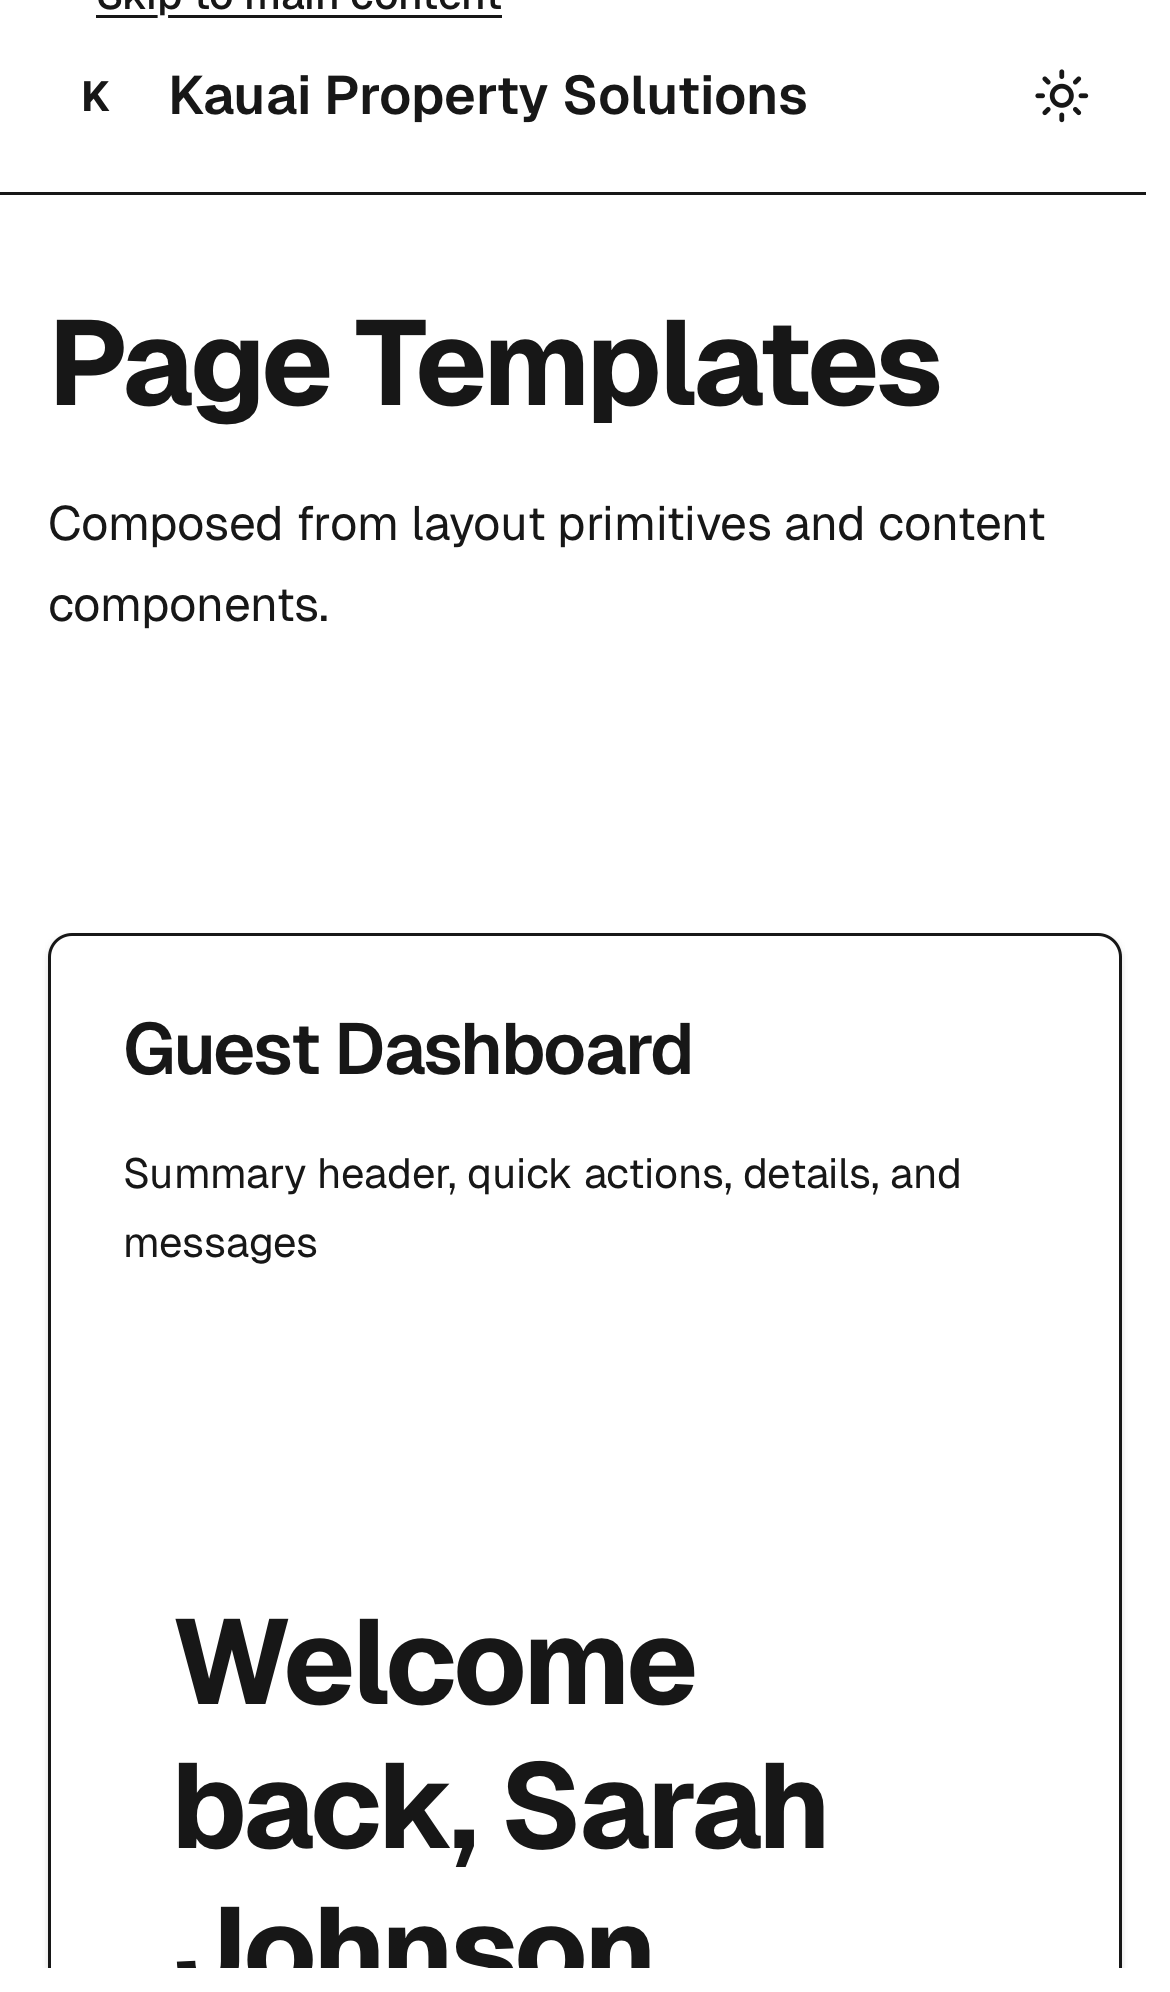 Skip to main content
K Kauai Property Solutions
Page Templates
Composed from layout primitives and content
components.
Guest Dashboard
Summary header, quick actions, details, and
messages
Welcome
back, Sarah
Johnson